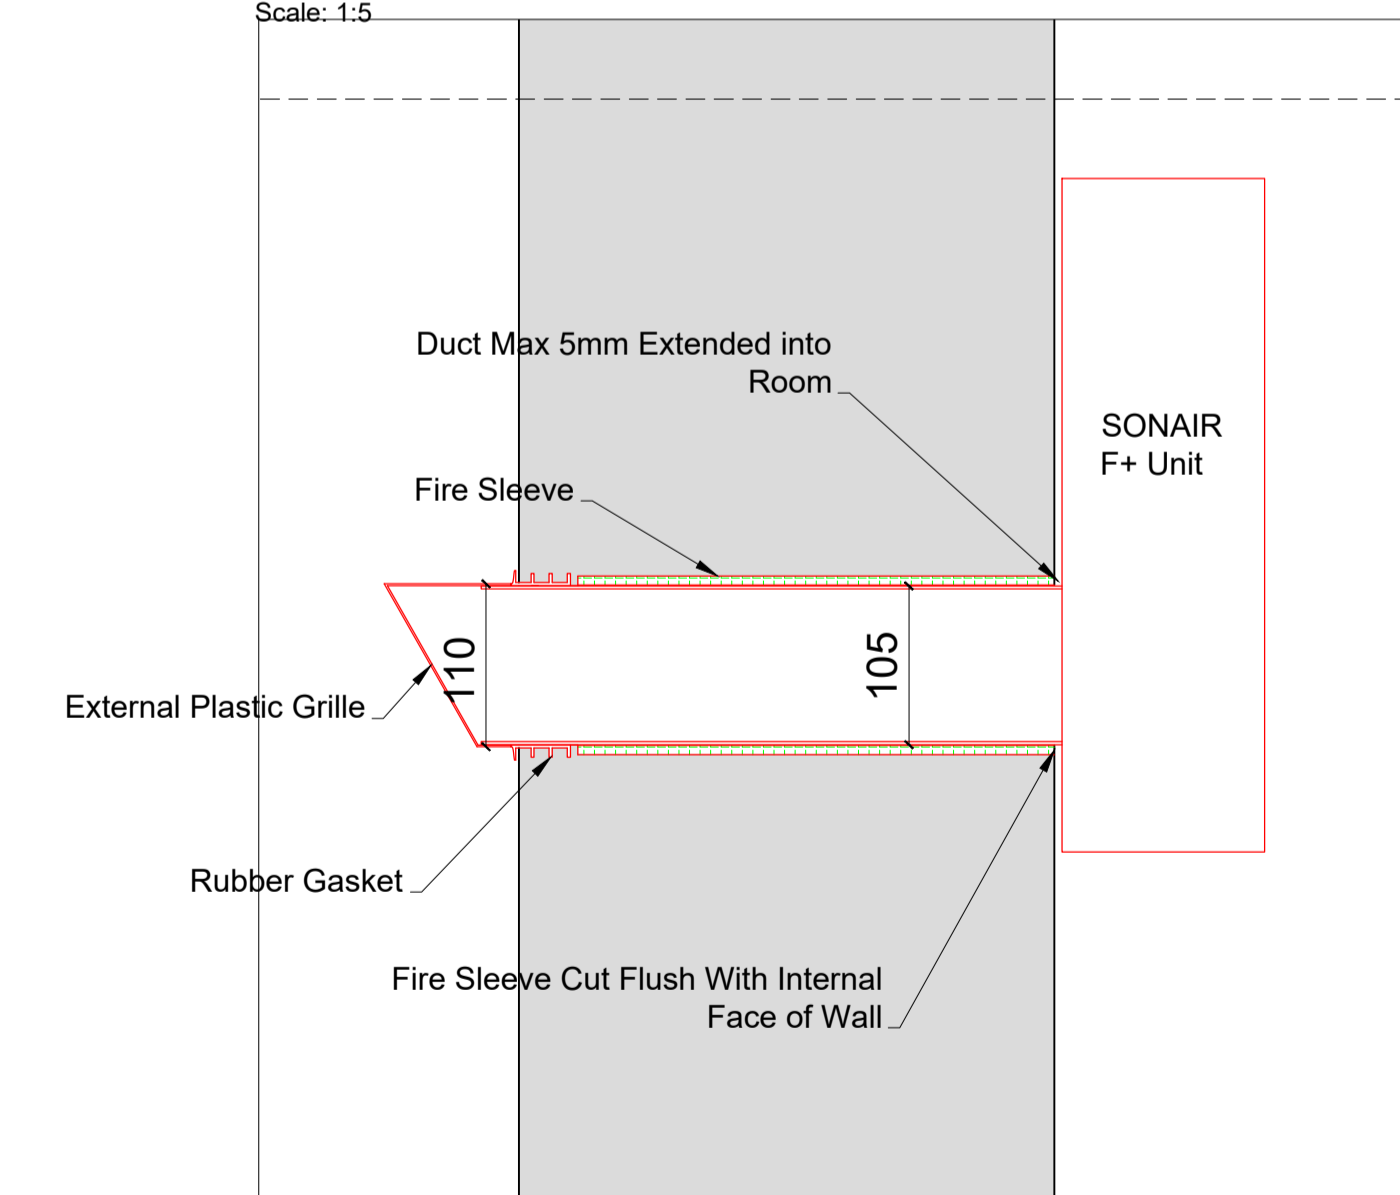 Scale: 1:5
Duct Max 5mm Extended into
Room
SONAIR
F+ Unit
Fire Sleeve
110
105
External Plastic Grille
Rubber Gasket
Fire Sleeve Cut Flush With Internal
Face of Wall